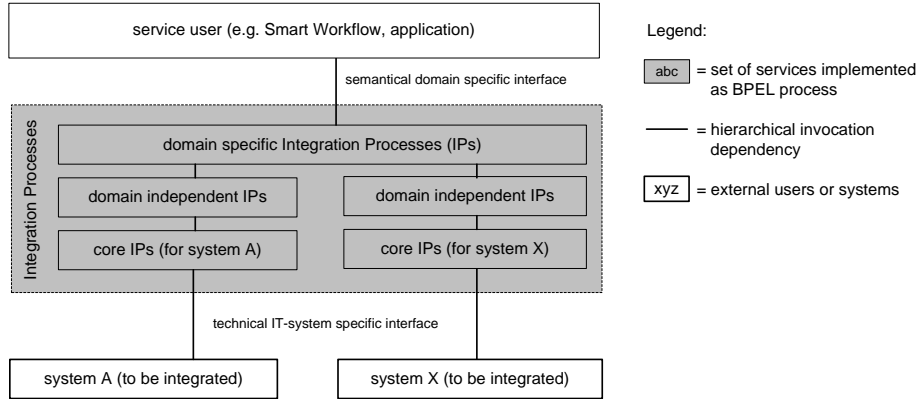 service user (e.g. Smart Workflow, application)
semantical domain specific interface
Integration Processes
domain specific Integration Processes (IPs)
domain independent IPs
domain independent IPs
core IPs (for system A)
core IPs (for system X)
technical IT-system specific interface
system A (to be integrated)
system X (to be integrated)
Legend:
abc = set of services implemented
as BPEL process
= hierarchical invocation
dependency
xyz = external users or systems